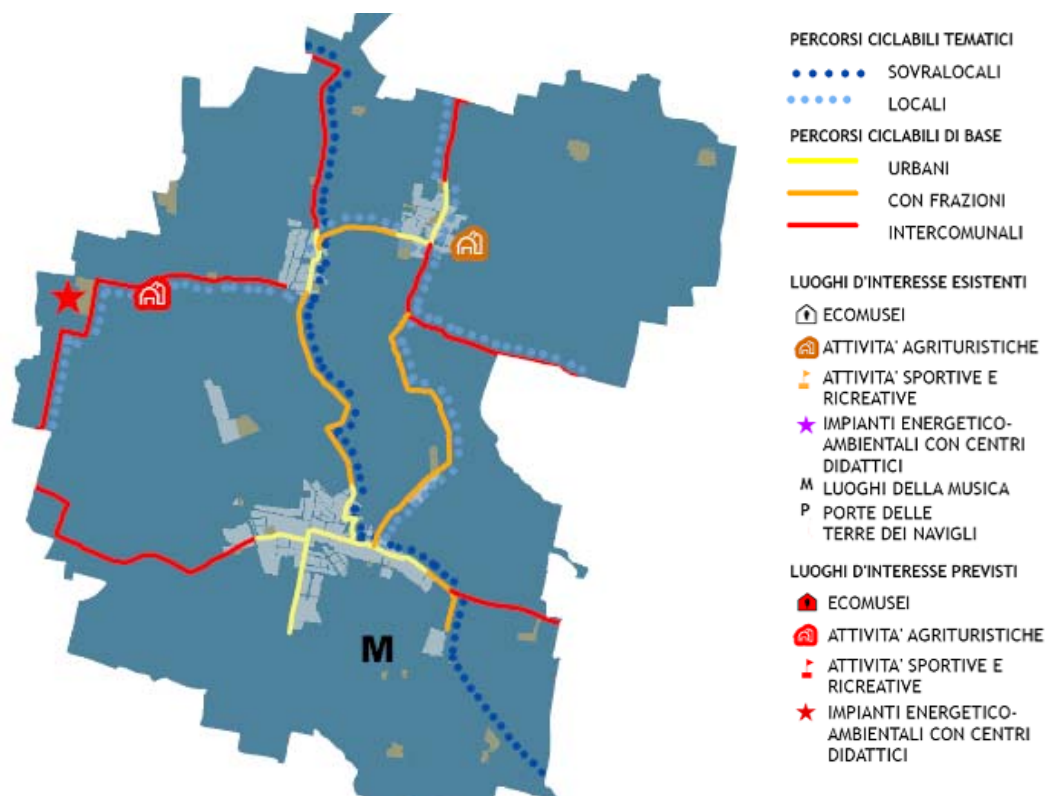 PERCORSI CICLABILI TEMATICI
SOVRALOCALI
LOCALI
PERCORSI CICLABILI DI BASE
URBANI
CON FRAZIONI
INTERCOMUNALI
LUOGHI D'INTERESSE ESISTENTI
ECOMUSEI
ATTIVITA' AGRITURISTICHE
ATTIVITA' SPORTIVE E
RICREATIVE
IMPIANTI ENERGETICO-
AMBIENTALI CON CENTRI
DIDATTICI
M LUOGHI DELLA MUSICA
P PORTE DELLE
TERRE DEI NAVIGLI
LUOGHI D'INTERESSE PREVISTI
ECOMUSEI
ATTIVITA' AGRITURISTICHE
ATTIVITA' SPORTIVE E
RICREATIVE
IMPIANTI ENERGETICO-
AMBIENTALI CON CENTRI
DIDATTICI
M